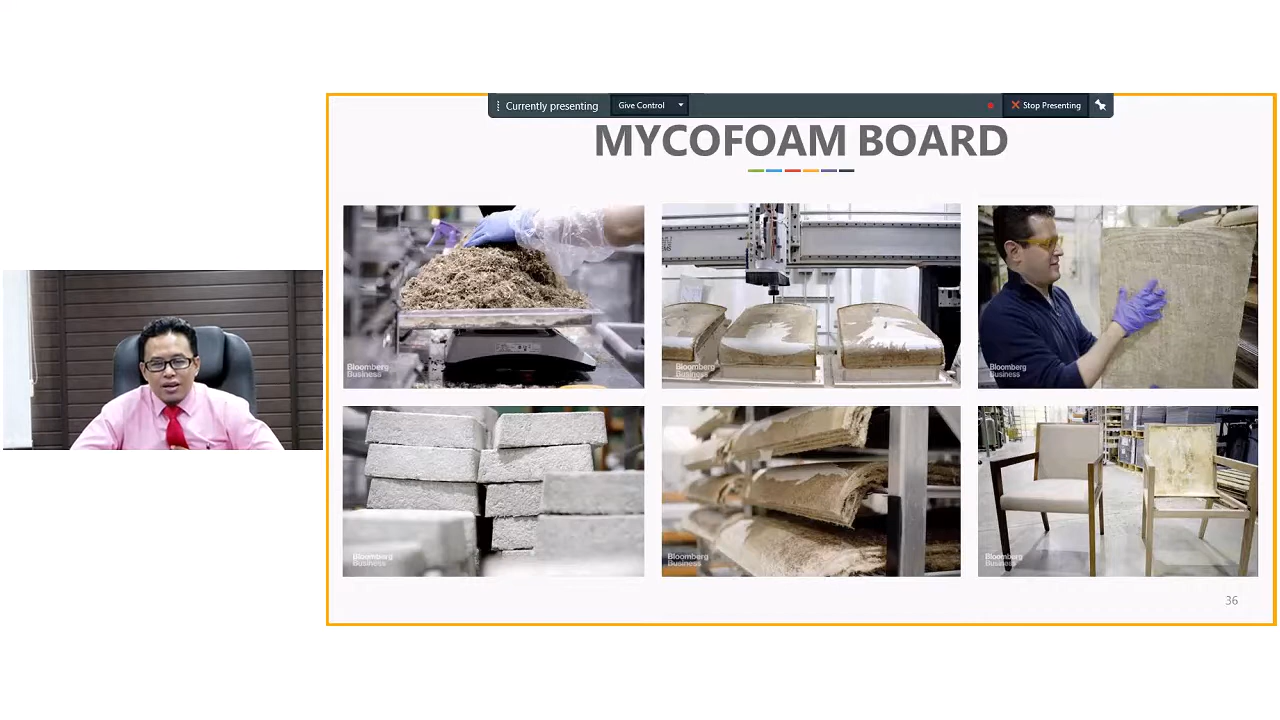 Currently presenting
Give Control
Stop Presenting
MYCOFOAM BOARD
Bloomberg
Business
Bloomberg
Business
Bloomberg
Business
Bloomberg
Business
Bloomberg
Business
Bloomberg
Business
36